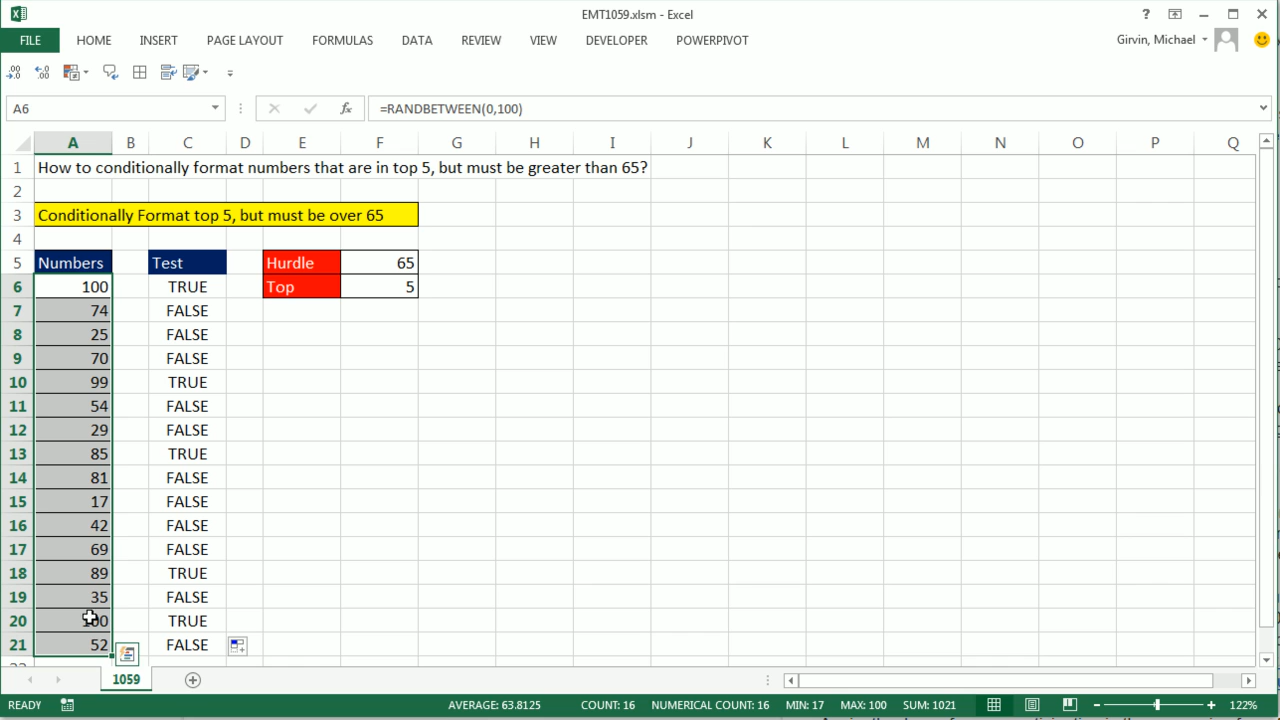 EMT1059.xlsm - Excel
FILE HOME INSERT PAGE LAYOUT FORMULAS DATA REVIEW VIEW DEVELOPER POWERPIVOT Girvin, Michael
A6 fx =RANDBETWEEN(0,100)
A B C D E F G H I J K L M N O P Q
1 How to conditionally format numbers that are in top 5, but must be greater than 65?
2
3 Conditionally Format top 5, but must be over 65
4
5 Numbers Test Hurdle 65
6 100 TRUE Top 5
7 74 FALSE
8 25 FALSE
9 70 FALSE
10 99 TRUE
11 54 FALSE
12 29 FALSE
13 85 TRUE
14 81 FALSE
15 17 FALSE
16 42 FALSE
17 69 FALSE
18 89 TRUE
19 35 FALSE
20 100 TRUE
21 52 FALSE
1059
READY AVERAGE: 63.8125 COUNT: 16 NUMERICAL COUNT: 16 MIN: 17 MAX: 100 SUM: 1021 122%